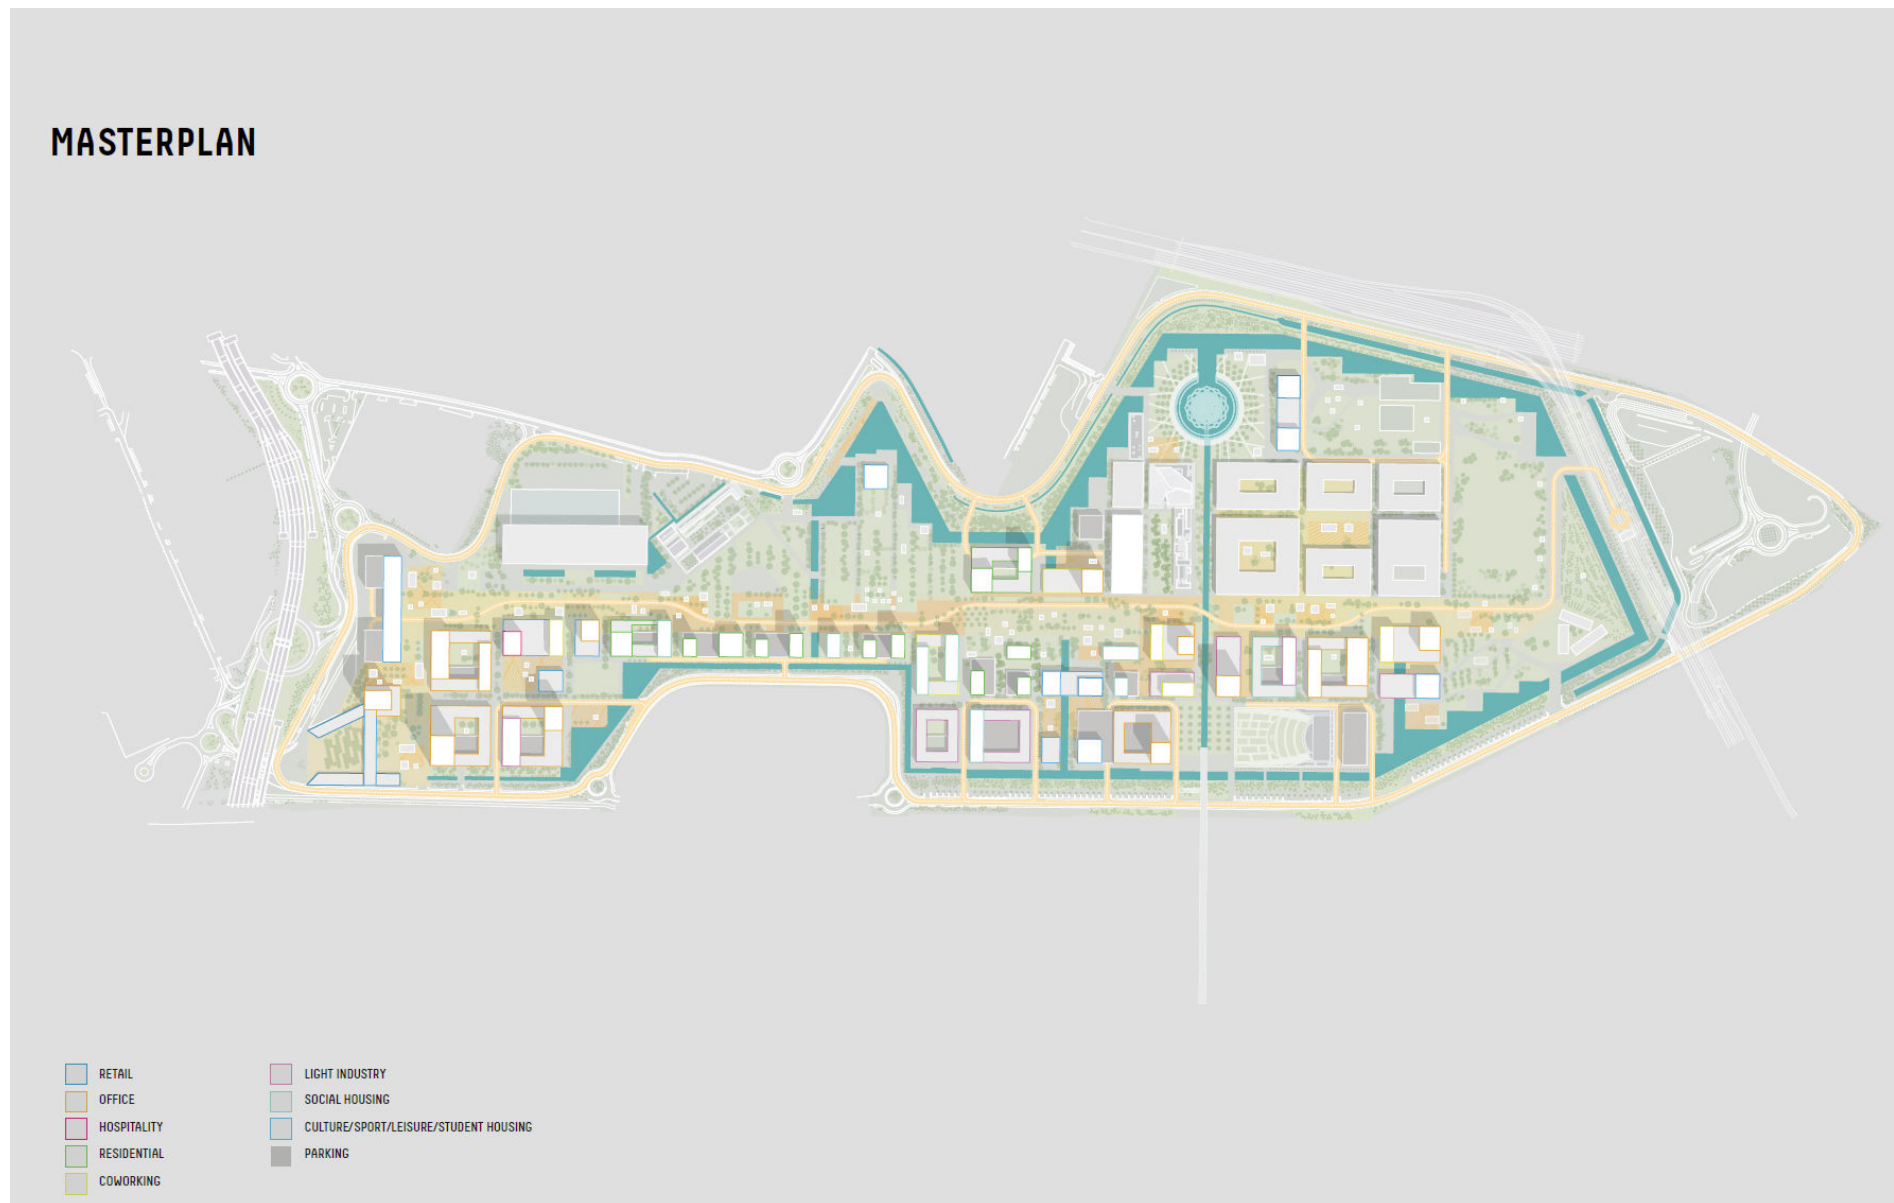 MASTERPLAN
RETAIL
OFFICE
HOSPITALITY
RESIDENTIAL
COWORKING
LIGHT INDUSTRY
SOCIAL HOUSING
CULTURE/SPORT/LEISURE/STUDENT HOUSING
PARKING